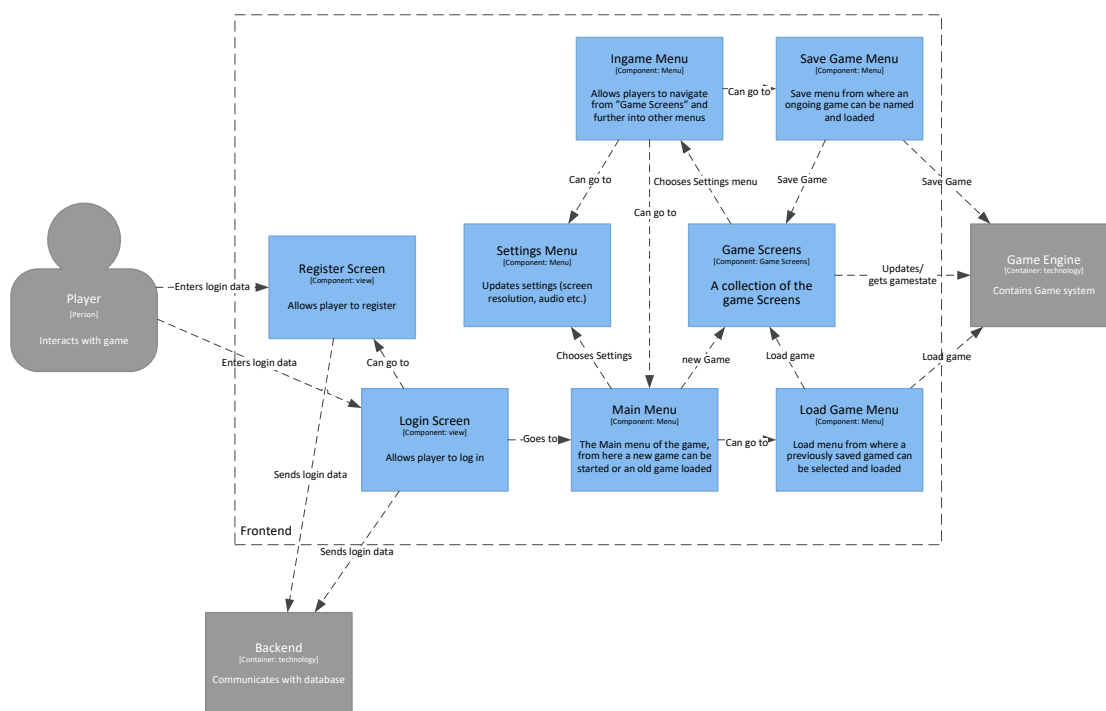 Ingame Menu
[Component: Menu]
Allows players to navigate
from "Game Screens" and
further into other menus
Can go to
Save Game Menu
[Component: Menu]
Save menu from where an
ongoing game can be named
and loaded
Can go to
Chooses Settings menu
Save Game
Save Game
Can go to
Player
[Person]
Interacts with game
Enters login data
Register Screen
[Component: view]
Allows player to register
Settings Menu
[Component: Menu]
Updates settings (screen
resolution, audio etc.)
Game Screens
[Component: Game Screens]
A collection of the
game Screens
Updates/
gets gamestate
Game Engine
[Container: technology]
Contains Game system
Enters login data
Can go to
Chooses Settings
new Game
Load game
Load game
Login Screen
[Component: view]
Allows player to log in
Goes to
Main Menu
[Component: Menu]
The Main menu of the game,
from here a new game can be
started or an old game loaded
Can go to
Load Game Menu
[Component: Menu]
Load menu from where a
previously saved gamed can
be selected and loaded
Sends login data
Frontend
Sends login data
Backend
[Container: technology]
Communicates with database